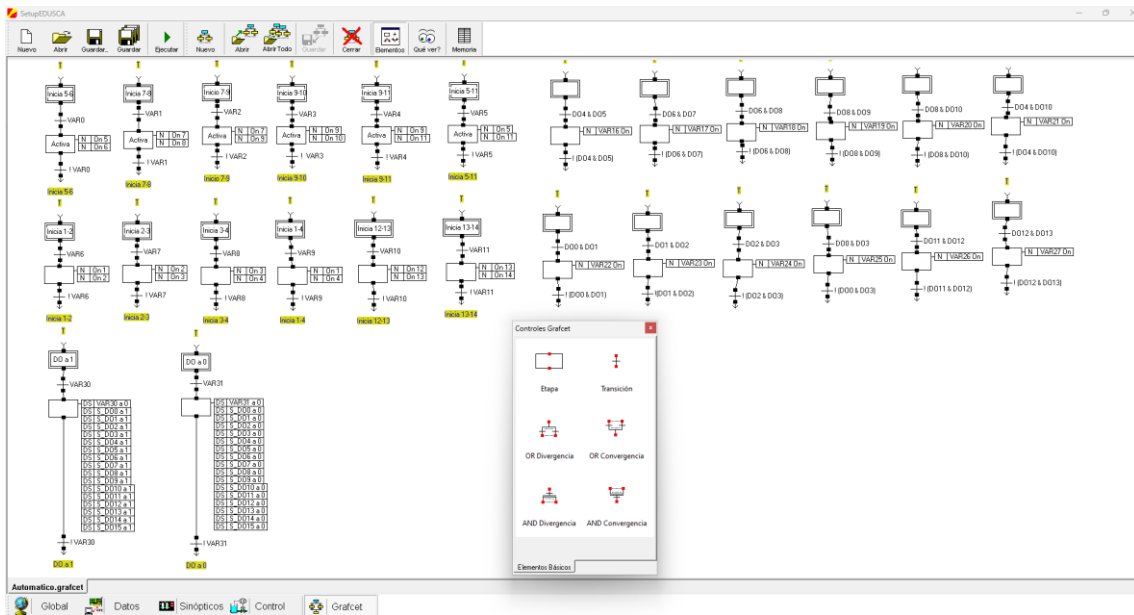 SetupEDUSCA
Nuevo Abrir Guardar.. Guardar Ejecutar Nuevo Abrir Abrir Todo Guardar Cerrar Elementos Qué ver? Memoria
T T T T T T T T T T T T
Inicia 5-6 Inicia 7-8 Inicia 7-9 Inicia 9-10 Inicia 9-11 Inicia 5-11
VAR0 VAR1 VAR2 VAR3 VAR4 VAR5 DO4 & DO5 DO6 & DO7 DO6 & DO8 DO8 & DO9 DO8 & DO10 DO4 & DO10
Activa N On 5 Activa N On 7 Activa N On 7 Activa N On 9 Activa N On 9 Activa N On 5 N VAR16 On N VAR17 On N VAR18 On N VAR19 On N VAR20 On N VAR21 On
N On 6 N On 8 N On 9 N On 10 N On 11 N On 11
! VAR0 ! VAR1 ! VAR2 ! VAR3 ! VAR4 ! VAR5 ! (DO4 & DO5) ! (DO6 & DO7) ! (DO6 & DO8) ! (DO8 & DO9) ! (DO8 & DO10) ! (DO4 & DO10)
Inicia 5-6 Inicia 7-8 Inicia 7-9 Inicia 9-10 Inicia 9-11 Inicia 5-11
T T T T T T T T T T T T
Inicia 1-2 Inicia 2-3 Inicia 3-4 Inicia 1-4 Inicia 12-13 Inicia 13-14
VAR6 VAR7 VAR8 VAR9 VAR10 VAR11 DO0 & DO1 DO1 & DO2 DO2 & DO3 DO0 & DO3 DO11 & DO12 DO12 & DO13
N On 1 N On 2 N On 3 N On 1 N On 12 N On 13 N VAR22 On N VAR23 On N VAR24 On N VAR25 On N VAR26 On N VAR27 On
N On 2 N On 3 N On 4 N On 4 N On 13 N On 14
! VAR6 ! VAR7 ! VAR8 ! VAR9 ! VAR10 ! VAR11 ! (DO0 & DO1) ! (DO1 & DO2) ! (DO2 & DO3) ! (DO0 & DO3) ! (DO11 & DO12) ! (DO12 & DO13)
Inicia 1-2 Inicia 2-3 Inicia 3-4 Inicia 1-4 Inicia 12-13 Inicia 13-14
T T
DO a 1 DO a 0
VAR30 VAR31
DS VAR30 a 0 DS VAR31 a 0
DS S_DO0 a 1 DS S_DO0 a 0
DS S_DO1 a 1 DS S_DO1 a 0
DS S_DO2 a 1 DS S_DO2 a 0
DS S_DO3 a 1 DS S_DO3 a 0
DS S_DO4 a 1 DS S_DO4 a 0
DS S_DO5 a 1 DS S_DO5 a 0
DS S_DO6 a 1 DS S_DO6 a 0
DS S_DO7 a 1 DS S_DO7 a 0
DS S_DO8 a 1 DS S_DO8 a 0
DS S_DO9 a 1 DS S_DO9 a 0
DS S_DO10 a 1 DS S_DO10 a 0
DS S_DO11 a 1 DS S_DO11 a 0
DS S_DO12 a 1 DS S_DO12 a 0
DS S_DO13 a 1 DS S_DO13 a 0
DS S_DO14 a 1 DS S_DO14 a 0
DS S_DO15 a 1 DS S_DO15 a 0
! VAR30 ! VAR31
DO a 1 DO a 0
Controles Grafcet
Etapa Transición
OR Divergencia OR Convergencia
AND Divergencia AND Convergencia
Elementos Básicos
Automatico.grafcet
Global Datos Sinópticos Control Grafcet